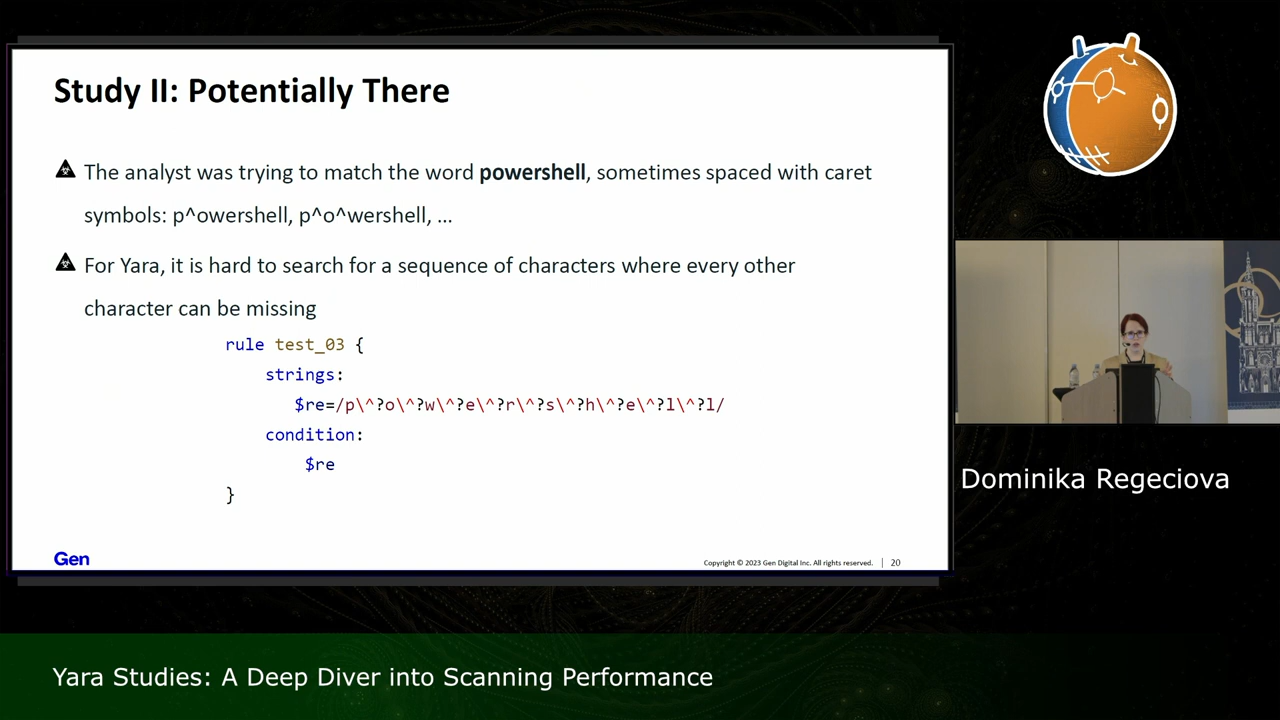 Study II: Potentially There
The analyst was trying to match the word powershell, sometimes spaced with caret
symbols: p^owershell, p^o^wershell, ...
For Yara, it is hard to search for a sequence of characters where every other
character can be missing
rule test_03 {
strings:
$re=/p\^?o\^?w\^?e\^?r\^?s\^?h\^?e\^?l\^?l/
condition:
$re
}
Gen
Copyright © 2023 Gen Digital Inc. All rights reserved. | 20
Dominika Regeciova
Yara Studies: A Deep Diver into Scanning Performance